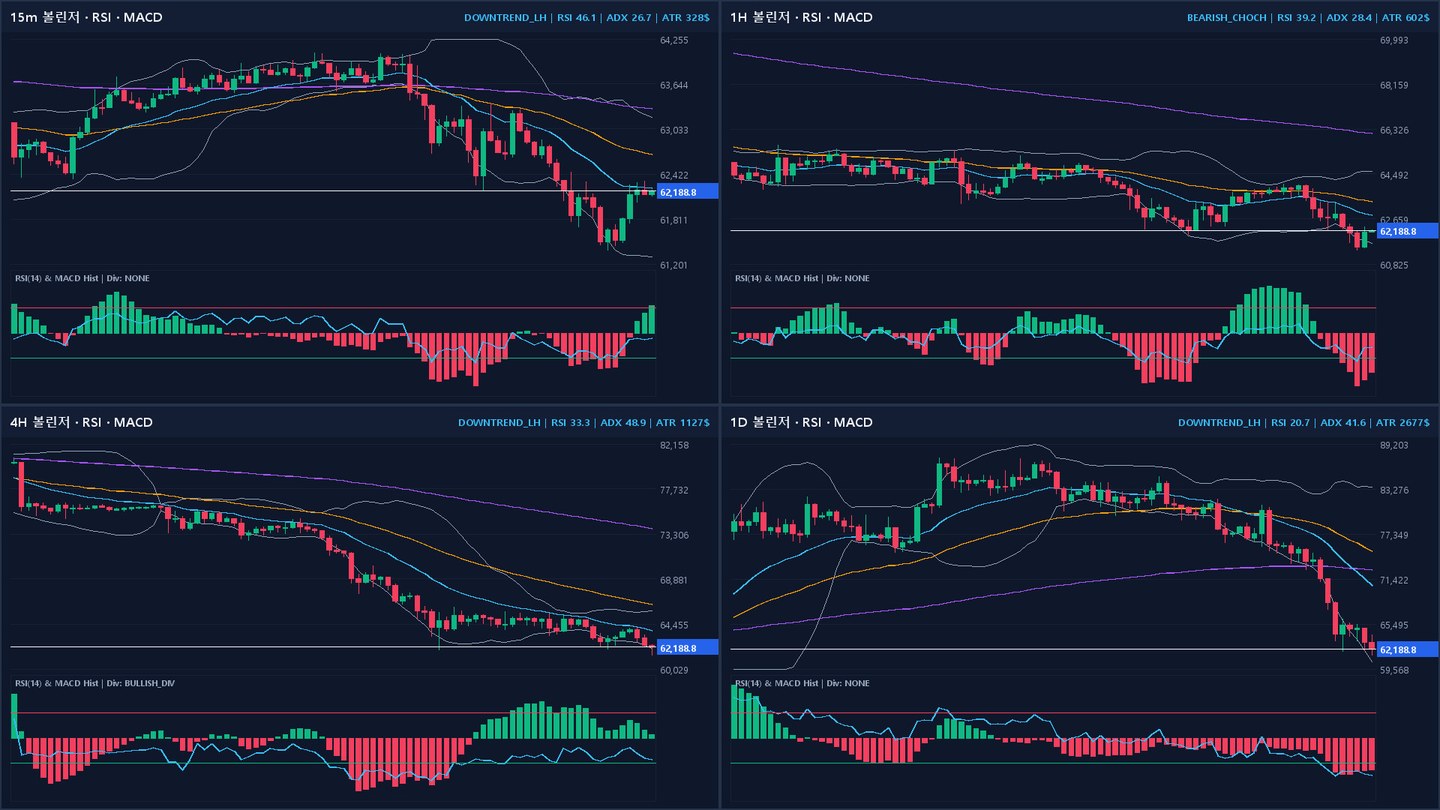 15m 볼린저 · RSI · MACD
DOWNTREND_LH | RSI 46.1 | ADX 26.7 | ATR 328$
64,255
63,644
63,033
62,422
62,188.8
61,811
61,201
RSI(14) & MACD Hist | Div: NONE
1H 볼린저 · RSI · MACD
BEARISH_CHOCH | RSI 39.2 | ADX 28.4 | ATR 602$
69,993
68,159
66,326
64,492
62,659
62,188.8
60,825
RSI(14) & MACD Hist | Div: NONE
4H 볼린저 · RSI · MACD
DOWNTREND_LH | RSI 33.3 | ADX 48.9 | ATR 1127$
82,158
77,732
73,306
68,881
64,455
62,188.8
60,029
RSI(14) & MACD Hist | Div: BULLISH_DIV
1D 볼린저 · RSI · MACD
DOWNTREND_LH | RSI 20.7 | ADX 41.6 | ATR 2677$
89,203
83,276
77,349
71,422
65,495
62,188.8
59,568
RSI(14) & MACD Hist | Div: NONE